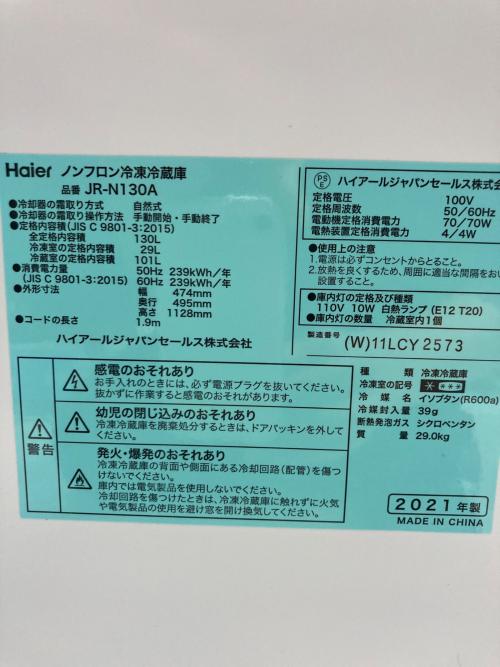 Haier ノンフロン冷凍冷蔵庫
品番 JR-N130A
●冷却器の霜取り方式 自然式
●冷却器の霜取り操作方法 手動開始・手動終了
●定格内容積(JIS C 9801-3:2015)
全定格内容積 130L
冷凍室の定格内容積 29L
冷蔵室の定格内容積 101L
●消費電力量 50Hz 239kWh/年
(JIS C 9801-3:2015) 60Hz 239kWh/年
●外形寸法 幅 474mm
奥行 495mm
高さ 1128mm
●コードの長さ 1.9m
ハイアールジャパンセールス株式会社
PS E ハイアールジャパンセールス株式会
定格電圧 100V
定格周波数 50/60Hz
電動機定格消費電力 70/70W
電熱装置定格消費電力 4/4W
●使用上の注意
1.電源は必ずコンセントからとること。
2.放熱を良くするため、周囲に適当な間隔をおい
設置すること。
●庫内灯の定格及び種類
110V 10W 白熱ランプ(E12 T20)
●庫内灯の数量 冷蔵室内1個
製造番号 (W)11LCY 2573
警告
感電のおそれあり
お手入れのときには、必ず電源プラグを抜いてください。
抜かずに作業すると感電のおそれがあります。
幼児の閉じ込みのおそれあり
冷凍冷蔵庫を廃棄処分するときは、ドアパッキンを外して
ください。
発火・爆発のおそれあり
冷凍冷蔵庫の背面や側面にある冷却回路(配管)を傷つ
けないでください。
庫内では電気製品を使用しないでください。
冷却回路を傷つけたときは、冷凍冷蔵庫に触れずに火気
や電気製品の使用を避け窓を開け換気してください。
種類 冷凍冷蔵庫
冷凍室の記号 * ***
冷媒名 イソブタン(R600a)
冷媒封入量 39g
断熱発泡ガス シクロペンタン
質量 29.0kg
2021年製
MADE IN CHINA